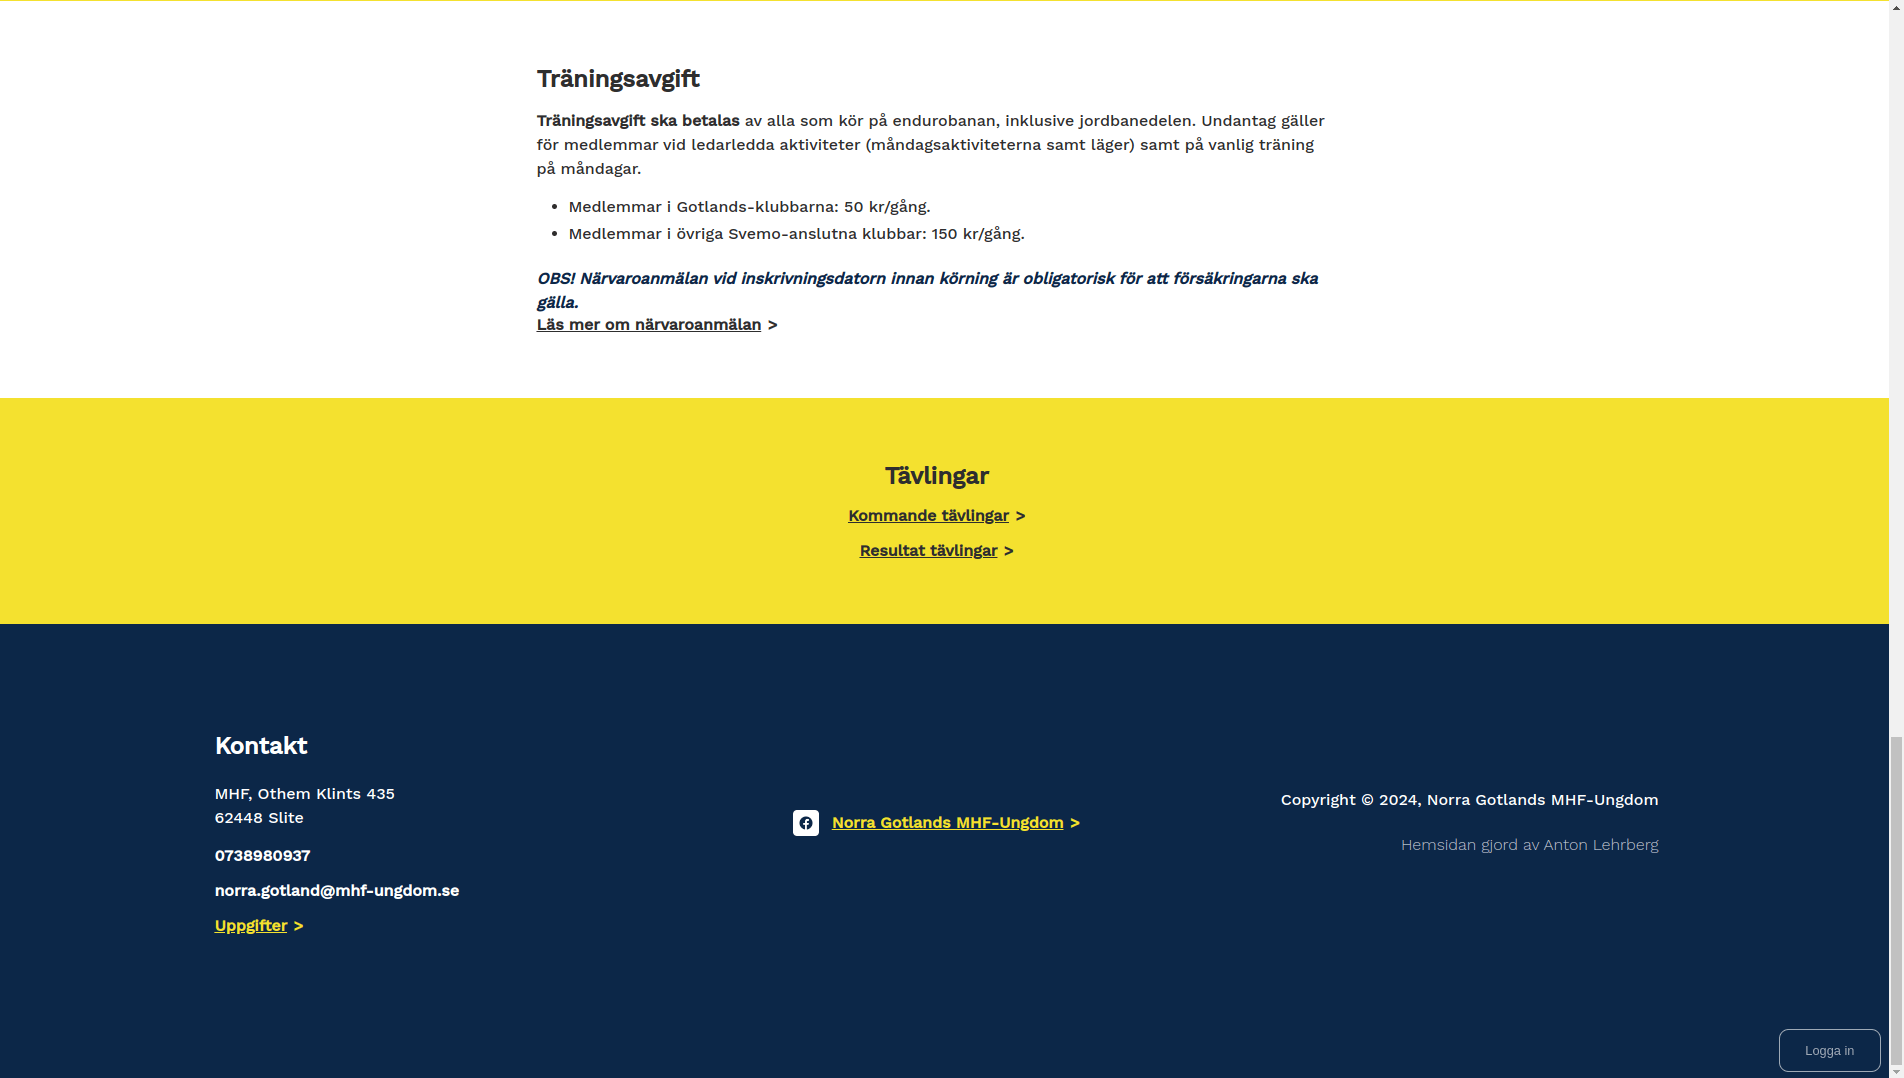 Träningsavgift
Träningsavgift ska betalas av alla som kör på endurobanan, inklusive jordbanedelen. Undantag gäller
för medlemmar vid ledarledda aktiviteter (måndagsaktiviteterna samt läger) samt på vanlig träning
på måndagar.
• Medlemmar i Gotlands-klubbarna: 50 kr/gång.
• Medlemmar i övriga Svemo-anslutna klubbar: 150 kr/gång.
OBS! Närvaroanmälan vid inskrivningsdatorn innan körning är obligatorisk för att försäkringarna ska
gälla.
Läs mer om närvaroanmälan >
Tävlingar
Kommande tävlingar >
Resultat tävlingar >
Kontakt
MHF, Othem Klints 435
62448 Slite
0738980937
norra.gotland@mhf-ungdom.se
Uppgifter >
Norra Gotlands MHF-Ungdom >
Copyright © 2024, Norra Gotlands MHF-Ungdom
Hemsidan gjord av Anton Lehrberg
Logga in